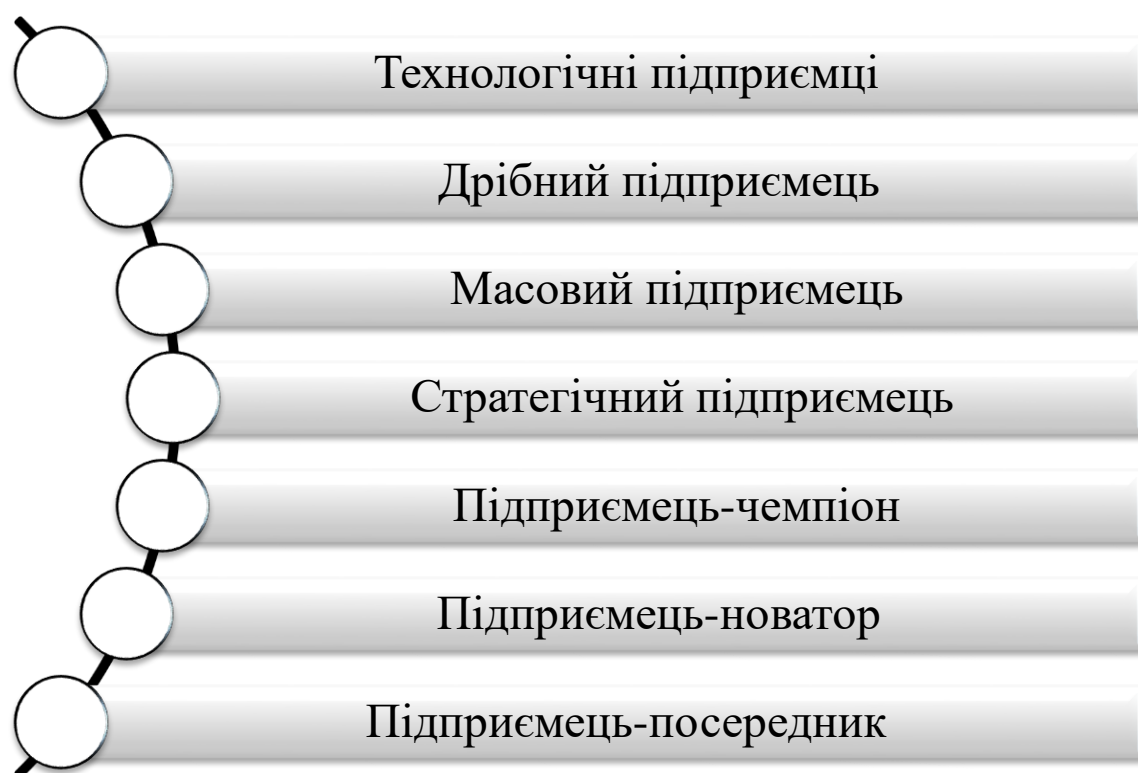 Технологічні підприємці
Дрібний підприємець
Масовий підприємець
Стратегічний підприємець
Підприємець-чемпіон
Підприємець-новатор
Підприємець-посередник